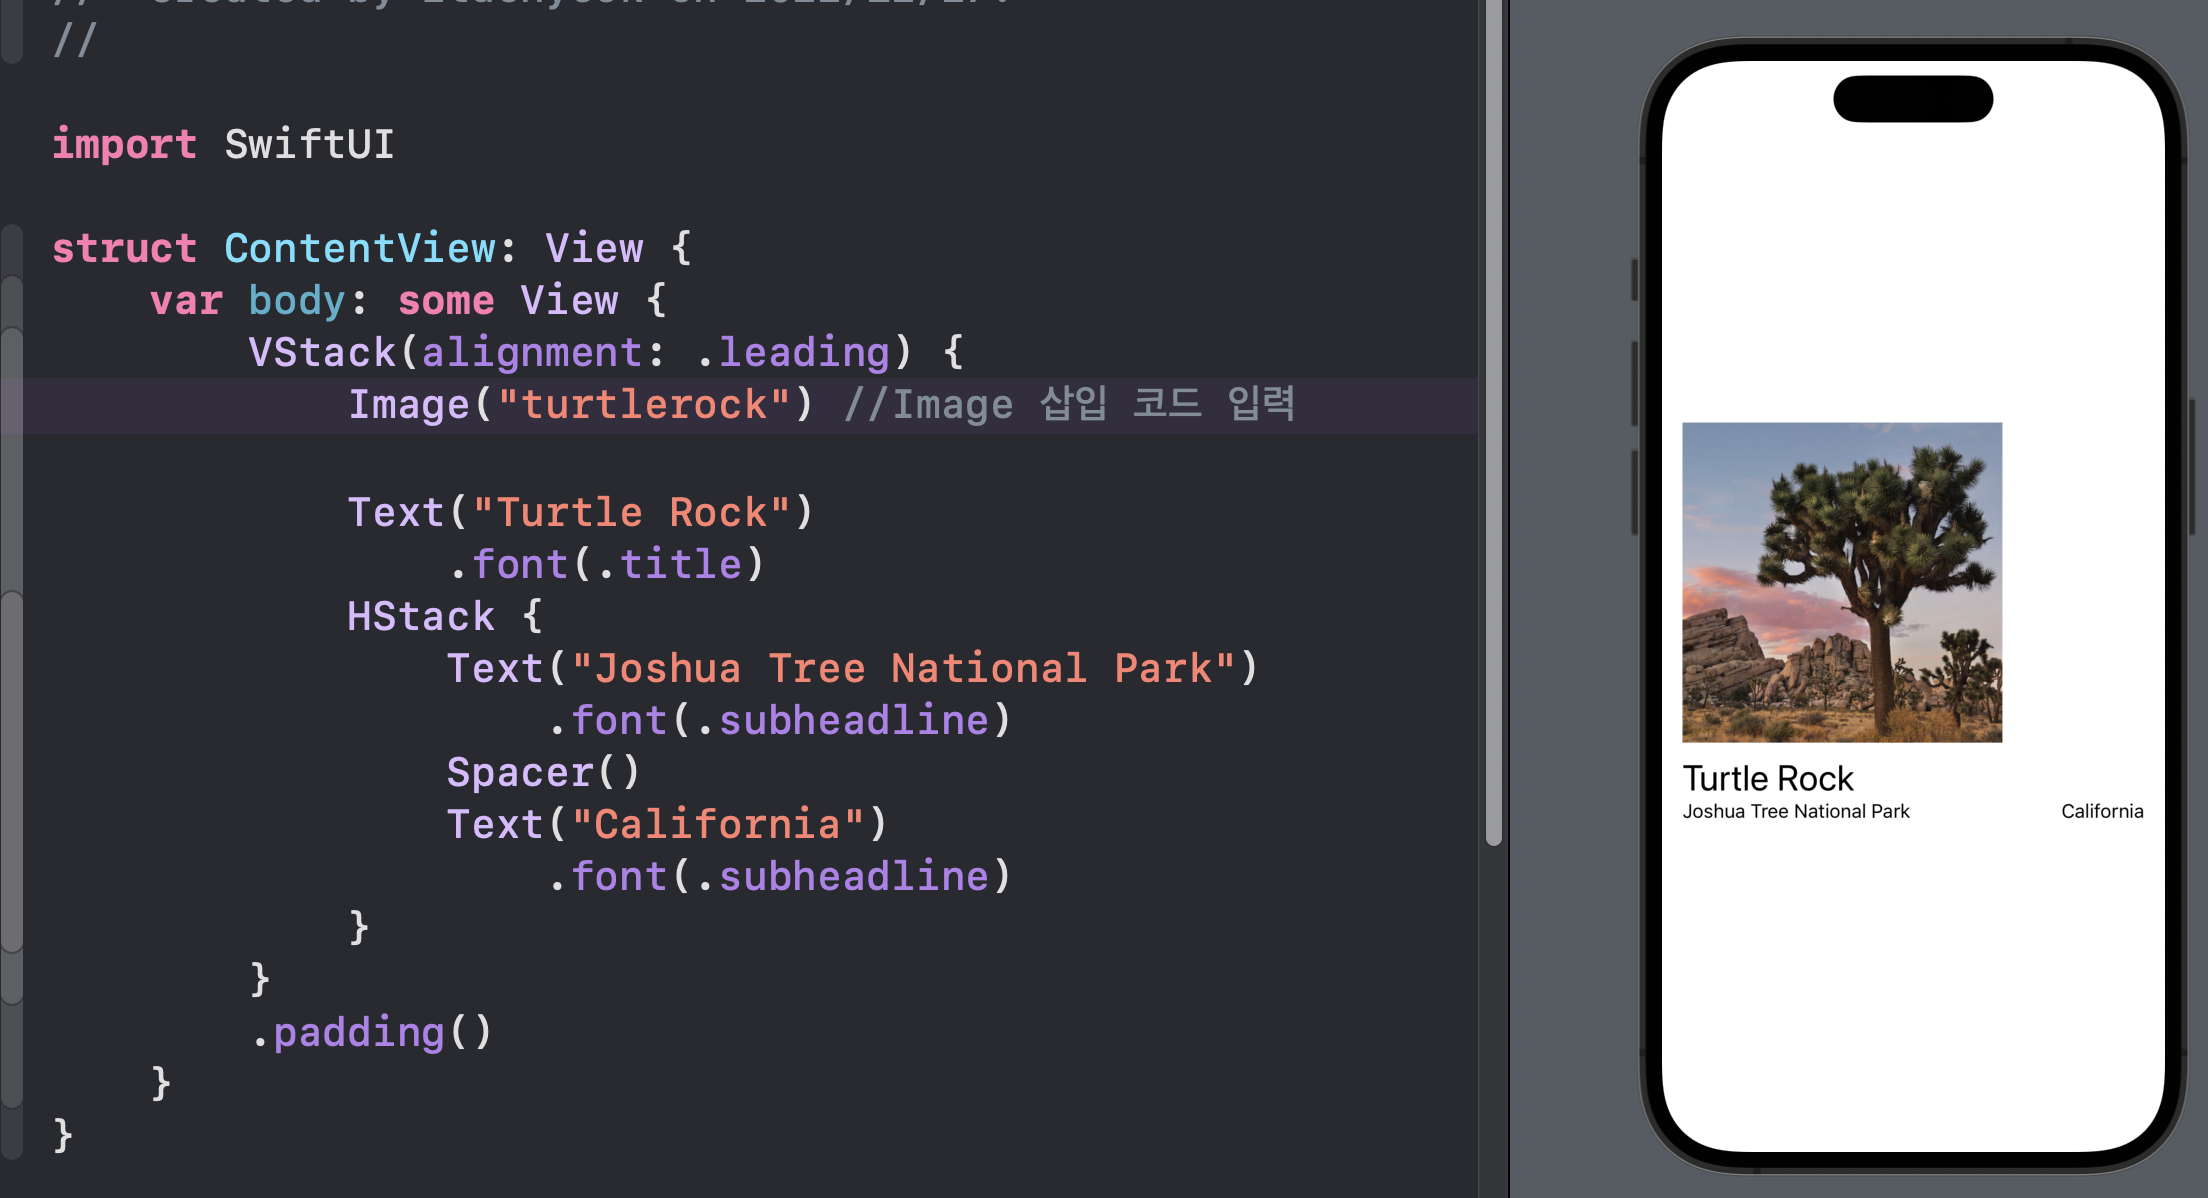 //
import SwiftUI
struct ContentView: View {
var body: some View {
VStack(alignment: .leading) {
Image("turtlerock") //Image 삽입 코드 입력
Text("Turtle Rock")
.font(.title)
HStack {
Text("Joshua Tree National Park")
.font(.subheadline)
Spacer()
Text("California")
.font(.subheadline)
}
}
.padding()
}
}
Turtle Rock
Joshua Tree National Park California